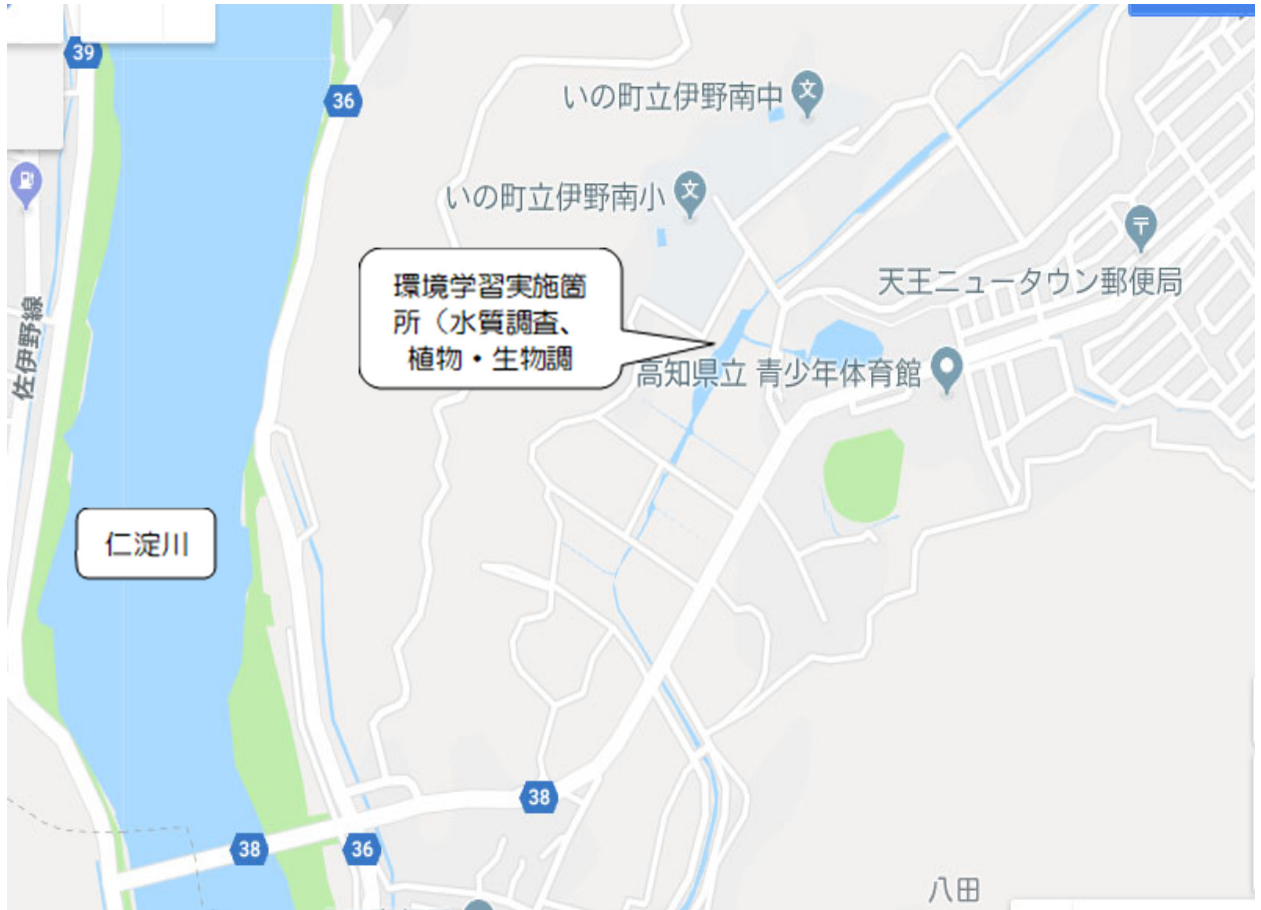 39
36
いの町立伊野南中
文
いの町立伊野南小
文
〒
天王ニュータウン郵便局
環境学習実施箇
所（水質調査、
植物・生物調
高知県立 青少年体育館
佐伊野線
仁淀川
38
38
36
八田